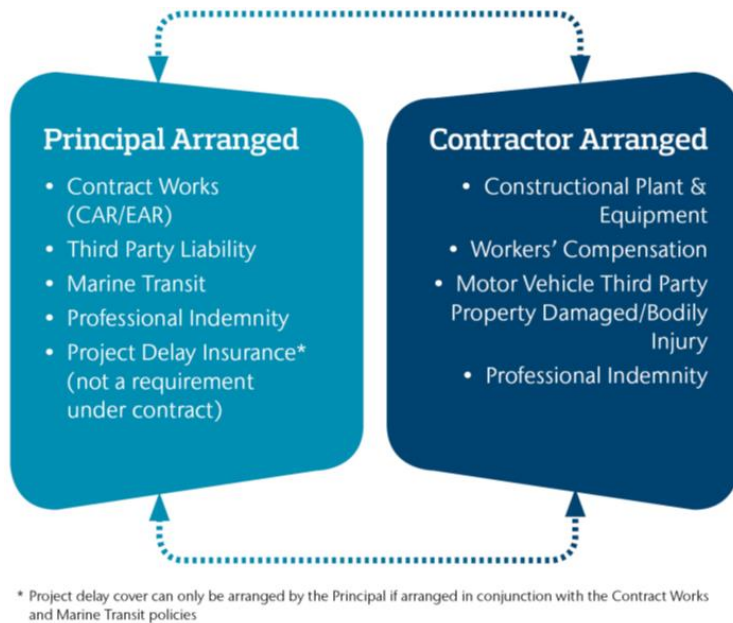 Principal Arranged
• Contract Works
(CAR/EAR)
• Third Party Liability
• Marine Transit
• Professional Indemnity
• Project Delay Insurance*
(not a requirement
under contract)
Contractor Arranged
• Constructional Plant &
Equipment
• Workers' Compensation
• Motor Vehicle Third Party
Property Damaged/Bodily
Injury
• Professional Indemnity
* Project delay cover can only be arranged by the Principal if arranged in conjunction with the Contract Works
and Marine Transit policies